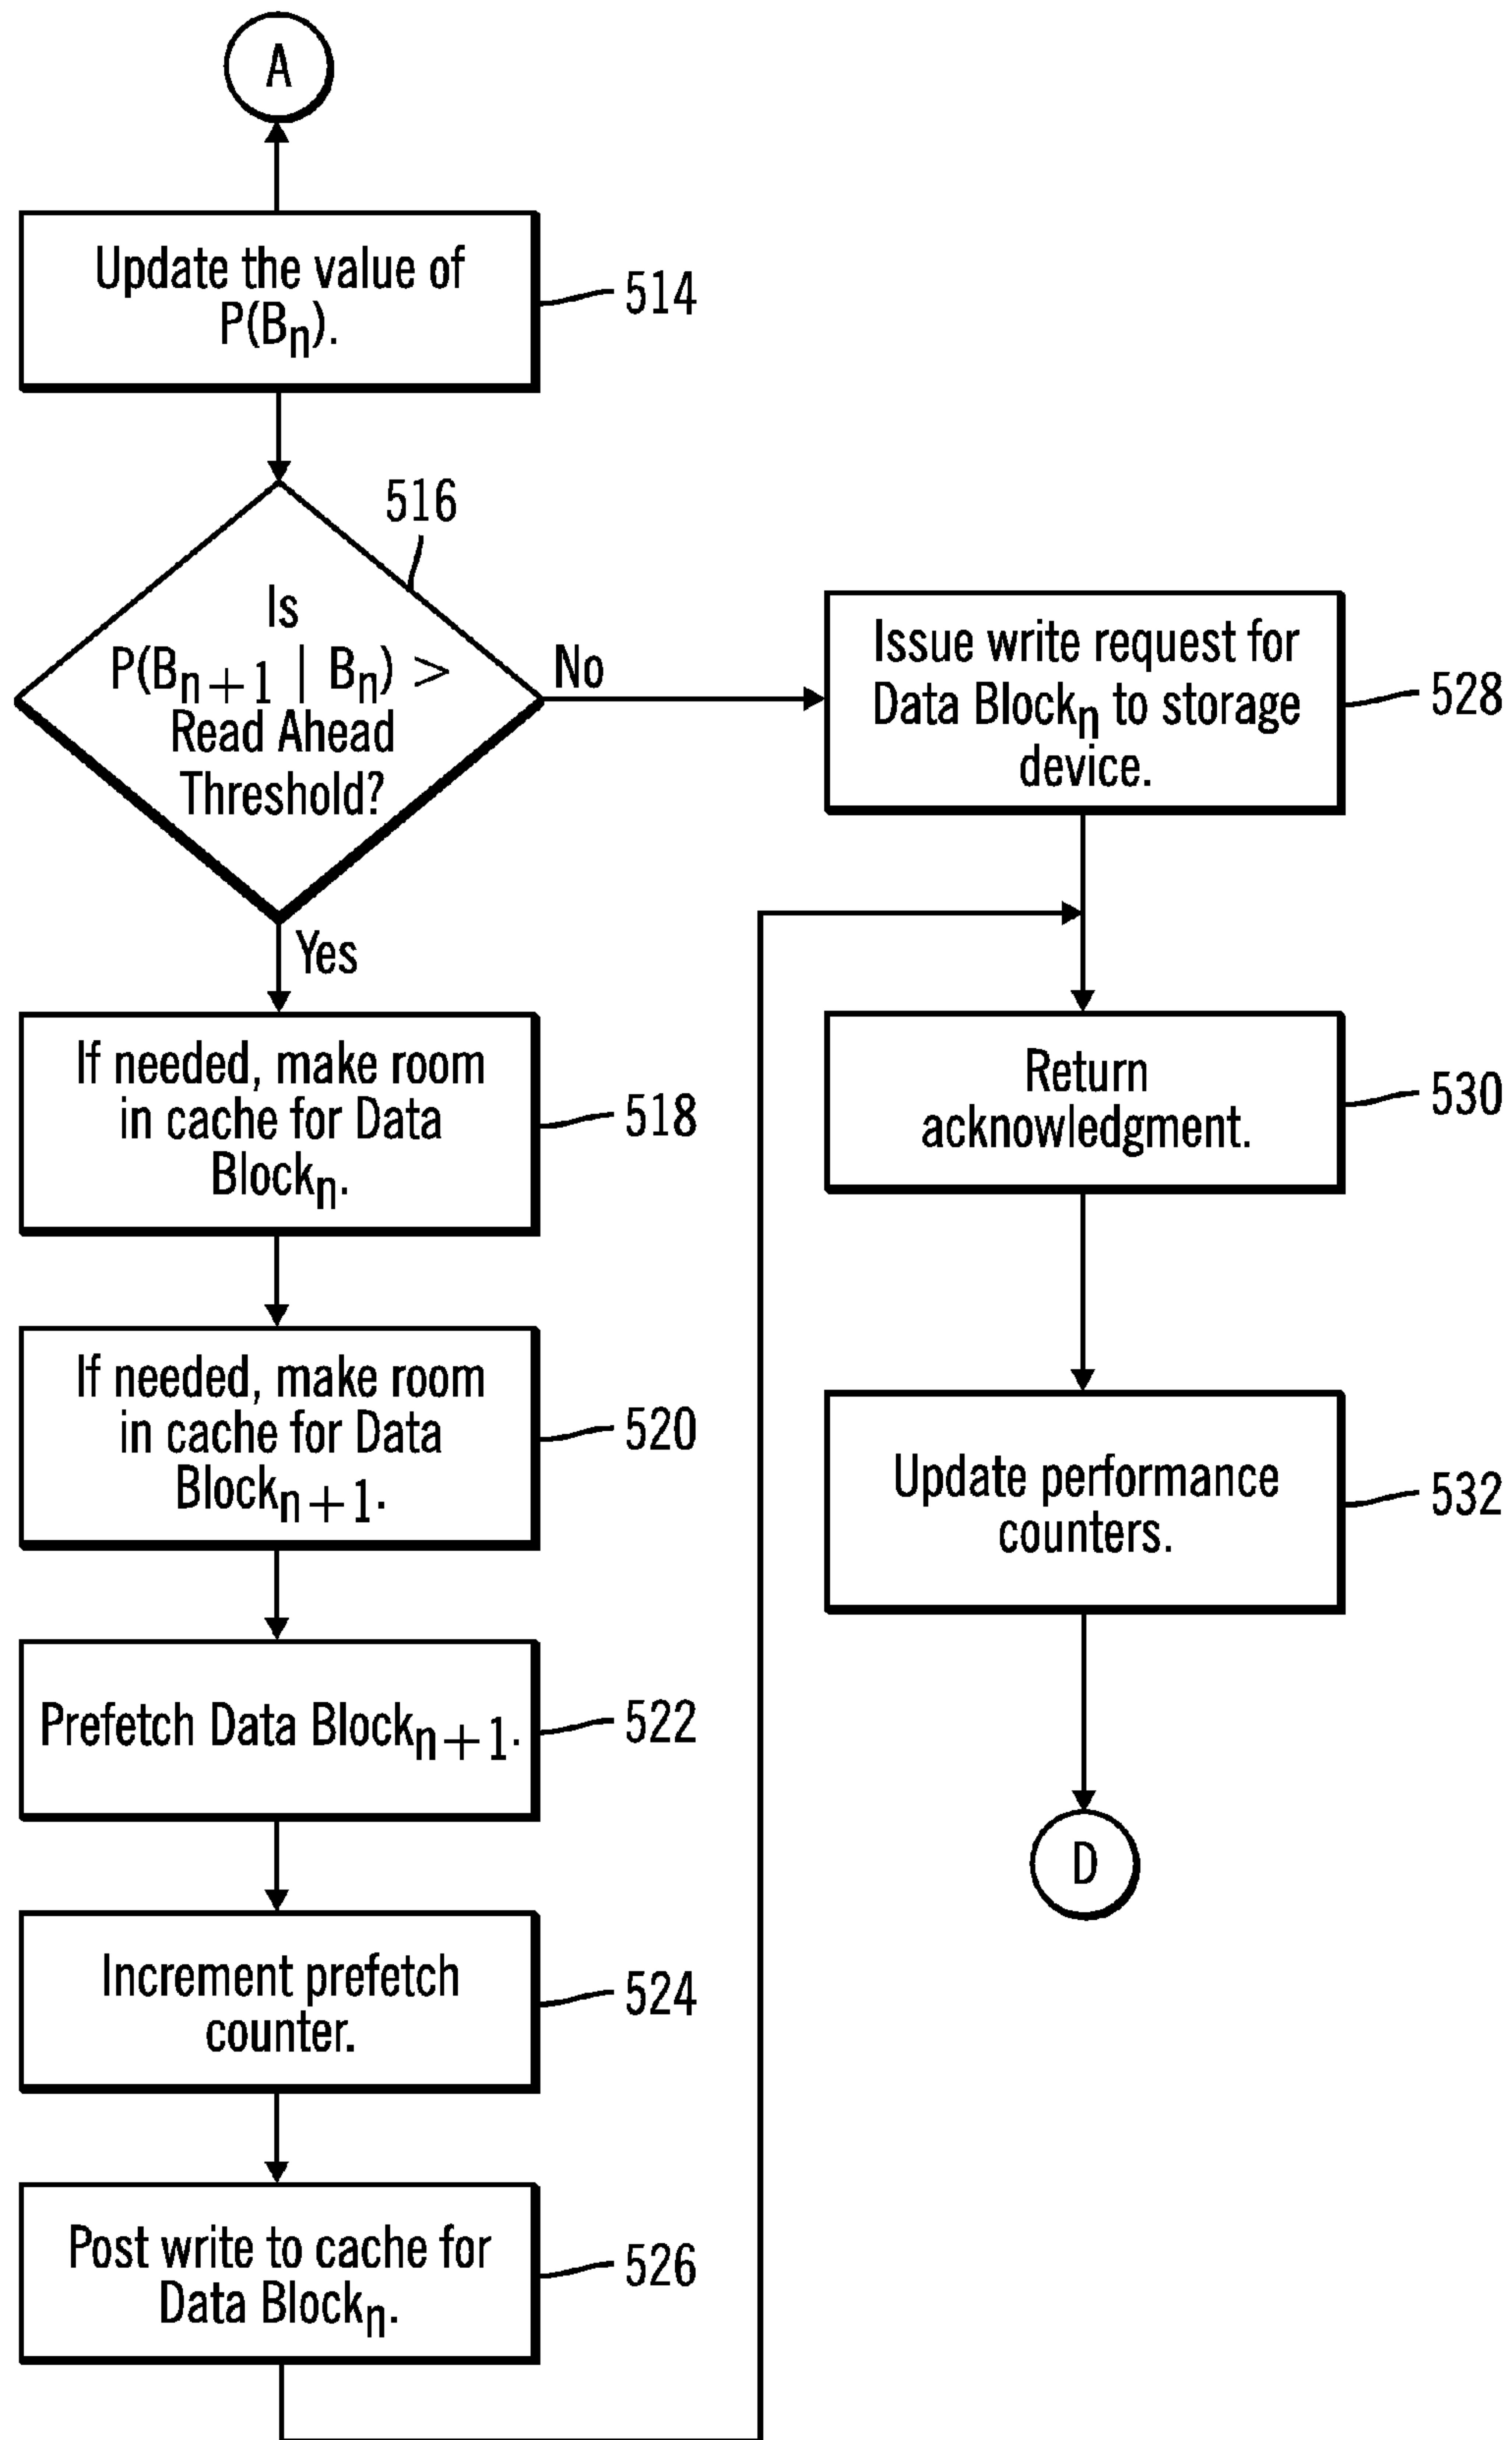 A
Update the value of
P(Bn).
514
516
Is
P(Bn+1 | Bn) >
Read Ahead
Threshold?
No
Yes
If needed, make room
in cache for Data
Blockn.
518
If needed, make room
in cache for Data
Blockn+1.
520
Prefetch Data Blockn+1.
522
Increment prefetch
counter.
524
Post write to cache for
Data Blockn.
526
Issue write request for
Data Blockn to storage
device.
528
Return
acknowledgment.
530
Update performance
counters.
532
D